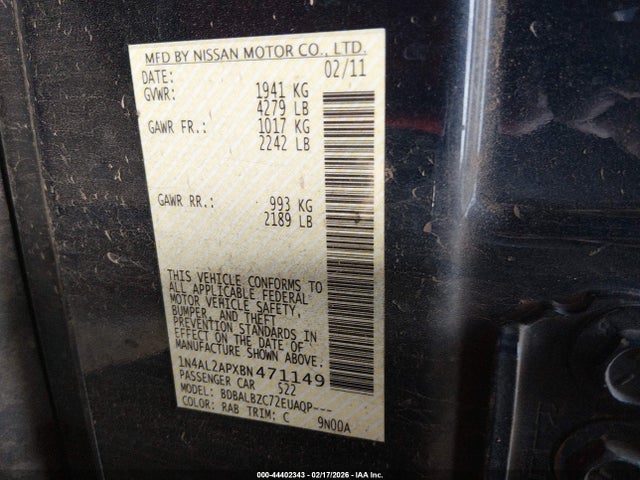 MFD BY NISSAN MOTOR CO., LTD.
DATE: 02/11
GVWR: 1941 KG
4279 LB
GAWR FR.: 1017 KG
2242 LB
GAWR RR.: 993 KG
2189 LB
THIS VEHICLE CONFORMS TO
ALL APPLICABLE FEDERAL
MOTOR VEHICLE SAFETY,
BUMPER, AND THEFT
PREVENTION STANDARDS IN
EFFECT ON THE DATE OF
MANUFACTURE SHOWN ABOVE.
1N4AL2APXBN471149
PASSENGER CAR S22
MODEL: BDBALBZC72EUAQP---
COLOR: RAB TRIM: C 9N00A
000-44402343 - 02/17/2026 - IAA Inc.